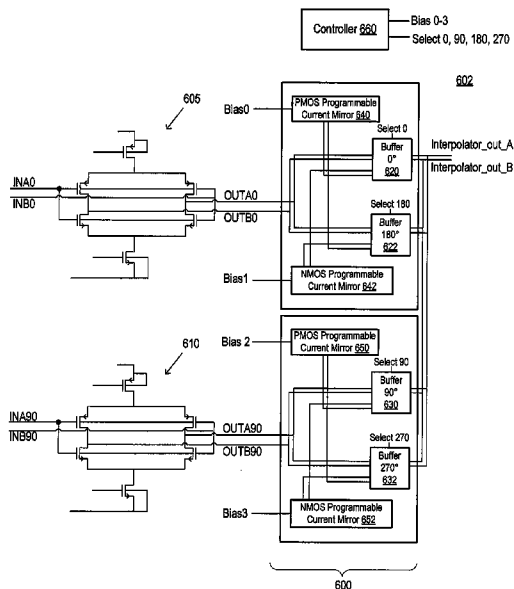 Controller 660
Bias 0-3
Select 0, 90, 180, 270
602
605
Bias0
PMOS Programmable
Current Mirror 640
Select 0
Buffer
0°
620
Interpolator_out_A
Interpolator_out_B
INA0
INB0
OUTA0
OUTB0
Select 180
Buffer
180°
622
Bias1
NMOS Programmable
Current Mirror 642
610
Bias 2
PMOS Programmable
Current Mirror 650
Select 90
Buffer
90°
630
INA90
INB90
OUTA90
OUTB90
Select 270
Buffer
270°
632
Bias3
NMOS Programmable
Current Mirror 652
600